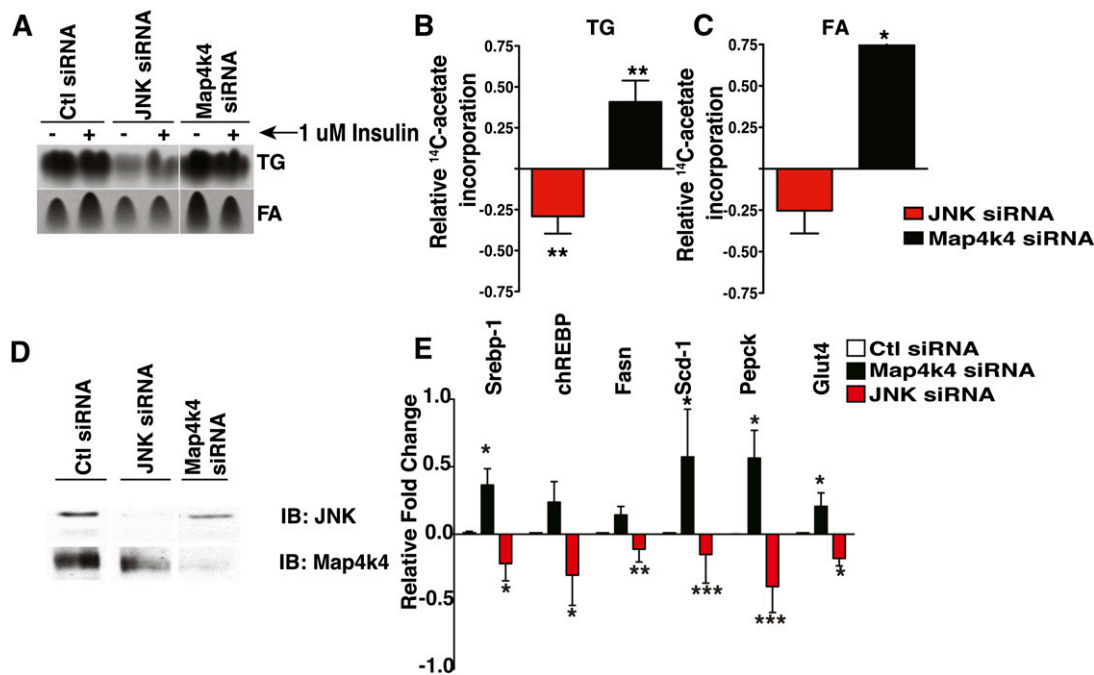 A
Ctl siRNA
JNK siRNA
Map4k4
siRNA
- + - + - +
1 uM Insulin
TG
FA
B
TG
Relative ¹⁴C-acetate
incorporation
0.75
0.50
0.25
-0.25
-0.50
-0.75
**
**
C
FA
Relative ¹⁴C-acetate
incorporation
0.75
0.50
0.25
-0.25
-0.50
-0.75
*
JNK siRNA
Map4k4 siRNA
D
Ctl siRNA
JNK siRNA
Map4k4
siRNA
IB: JNK
IB: Map4k4
E
Srebp-1
chREBP
Fasn
Scd-1
Pepck
Glut4
Ctl siRNA
Map4k4 siRNA
JNK siRNA
Relative Fold Change
1.0
0.5
0.0
-0.5
-1.0
* * * *
* * ** *** *** *